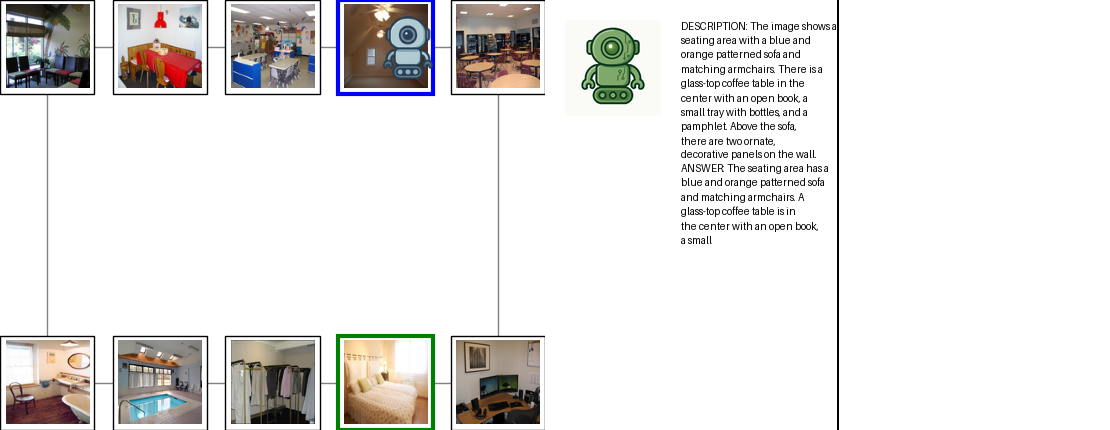 DESCRIPTION: The image shows a
seating area with a blue and
orange patterned sofa and
matching armchairs. There is a
glass-top coffee table in the
center with an open book, a
small tray with bottles, and a
pamphlet. Above the sofa,
there are two ornate,
decorative panels on the wall.
ANSWER: The seating area has a
blue and orange patterned sofa
and matching armchairs. A
glass-top coffee table is in
the center with an open book,
a small